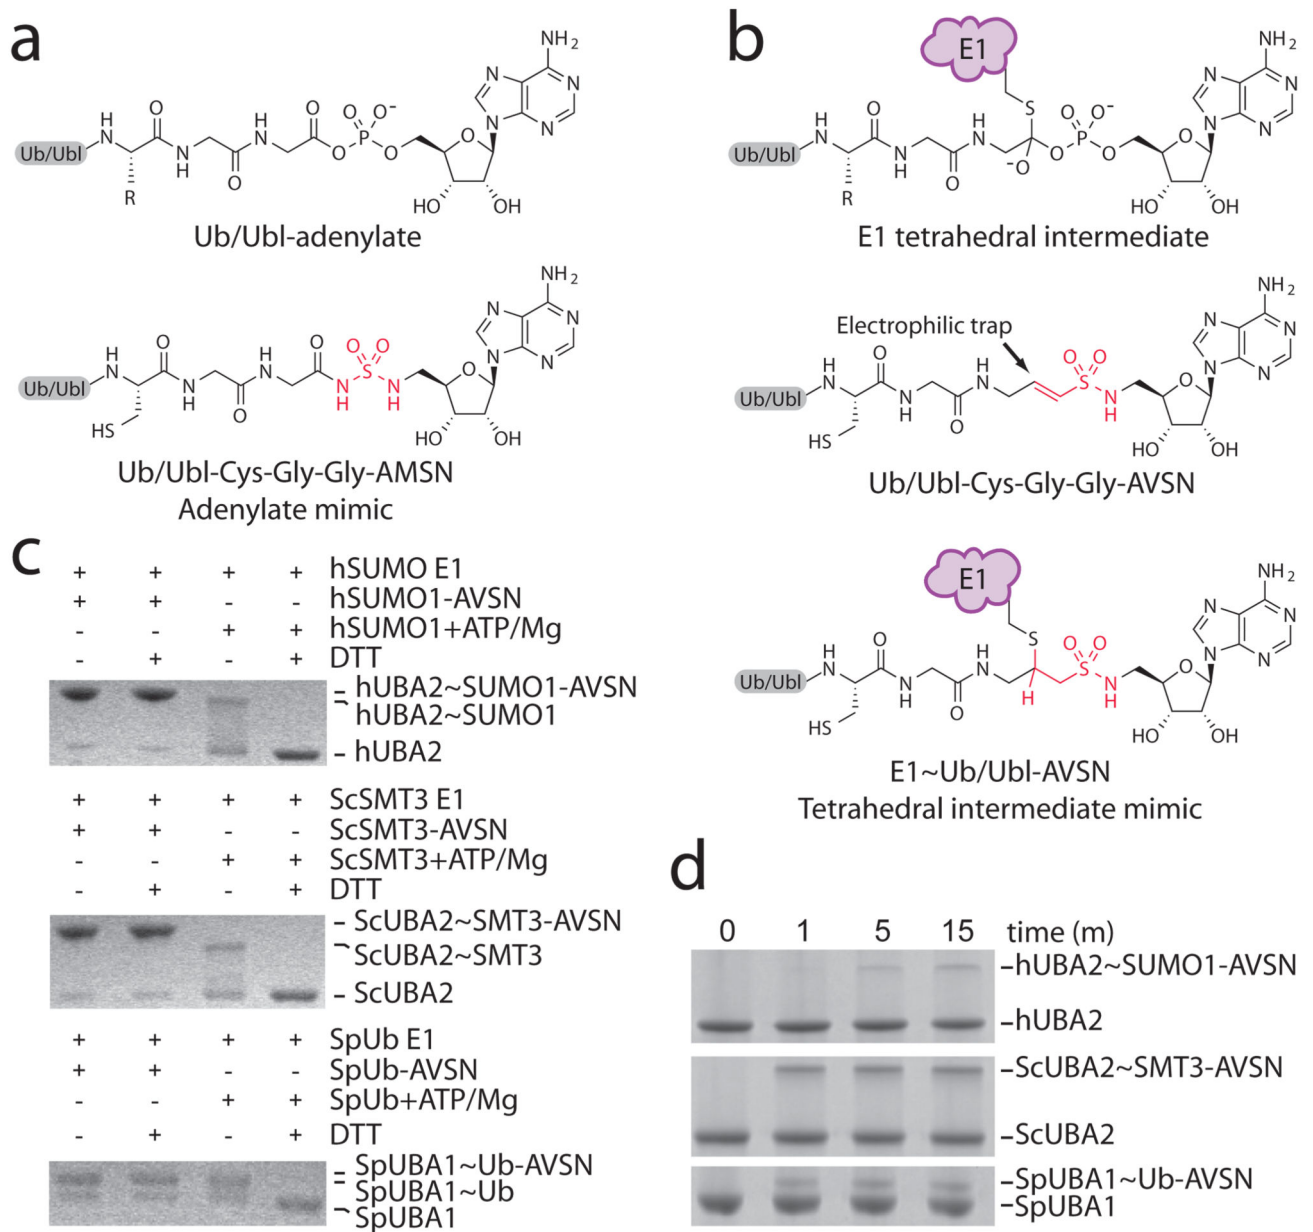 a
NH2
N
N
N
N
O
O
O
O-
H
N
H
N
P
O
O
O
Ub/Ubl
N
H
O
R
HO
OH
Ub/Ubl-adenylate
NH2
N
N
N
N
O
O
O
O
H
N
H
N
S
O
Ub/Ubl
N
H
O
N
H
N
H
HS
HO
OH
Ub/Ubl-Cys-Gly-Gly-AMSN
Adenylate mimic
b
E1
NH2
N
N
N
N
S
O
O
O-
H
N
H
N
P
O
O
O
Ub/Ubl
N
H
O
-O
R
HO
OH
E1 tetrahedral intermediate
Electrophilic trap
NH2
N
N
N
N
O
O
O
H
N
H
N
S
N
H
O
Ub/Ubl
N
H
O
HS
HO
OH
Ub/Ubl-Cys-Gly-Gly-AVSN
E1
NH2
N
N
N
N
S
O
O
O
H
N
H
N
S
N
H
O
Ub/Ubl
N
H
O
H
HS
HO
OH
E1~Ub/Ubl-AVSN
Tetrahedral intermediate mimic
c
+ + + + hSUMO E1
+ + - - hSUMO1-AVSN
- - + + hSUMO1+ATP/Mg
- + - + DTT
hUBA2~SUMO1-AVSN
hUBA2~SUMO1
hUBA2
+ + + + ScSMT3 E1
+ + - - ScSMT3-AVSN
- - + + ScSMT3+ATP/Mg
- + - + DTT
ScUBA2~SMT3-AVSN
ScUBA2~SMT3
ScUBA2
+ + + + SpUb E1
+ + - - SpUb-AVSN
- - + + SpUb+ATP/Mg
- + - + DTT
SpUBA1~Ub-AVSN
SpUBA1~Ub
SpUBA1
d
0 1 5 15 time (m)
hUBA2~SUMO1-AVSN
hUBA2
ScUBA2~SMT3-AVSN
ScUBA2
SpUBA1~Ub-AVSN
SpUBA1